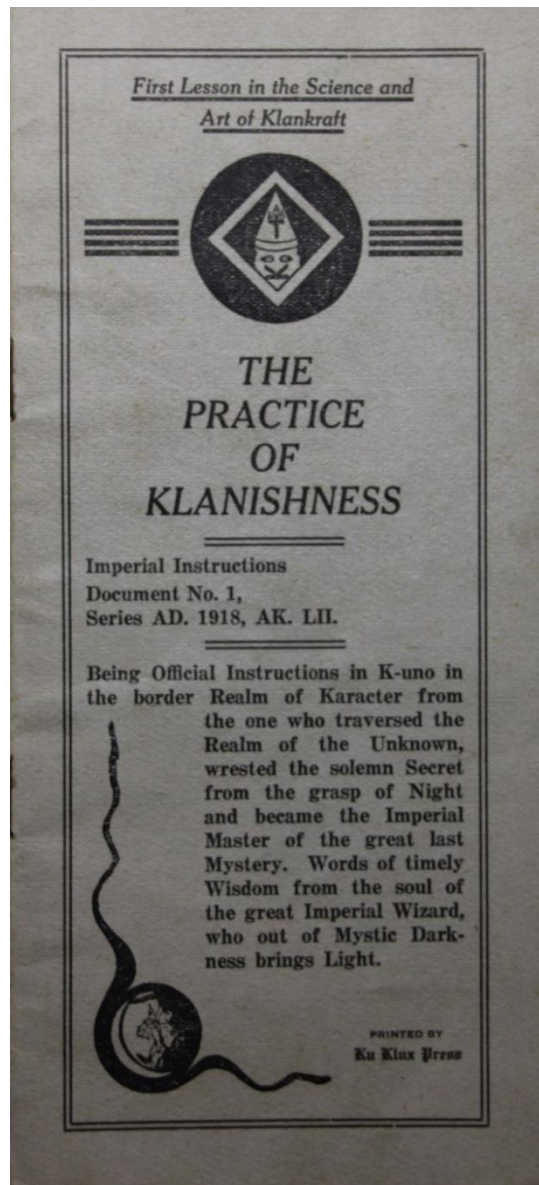 First Lesson in the Science and
Art of Klankraft
THE
PRACTICE
OF
KLANISHNESS
Imperial Instructions
Document No. 1,
Series AD. 1918, AK. LII.
Being Official Instructions in K-uno in
the border Realm of Karacter from
the one who traversed the
Realm of the Unknown,
wrested the solemn Secret
from the grasp of Night
and became the Imperial
Master of the great last
Mystery. Words of timely
Wisdom from the soul of
the great Imperial Wizard,
who out of Mystic Dark-
ness brings Light.
PRINTED BY
Ku Klux Press